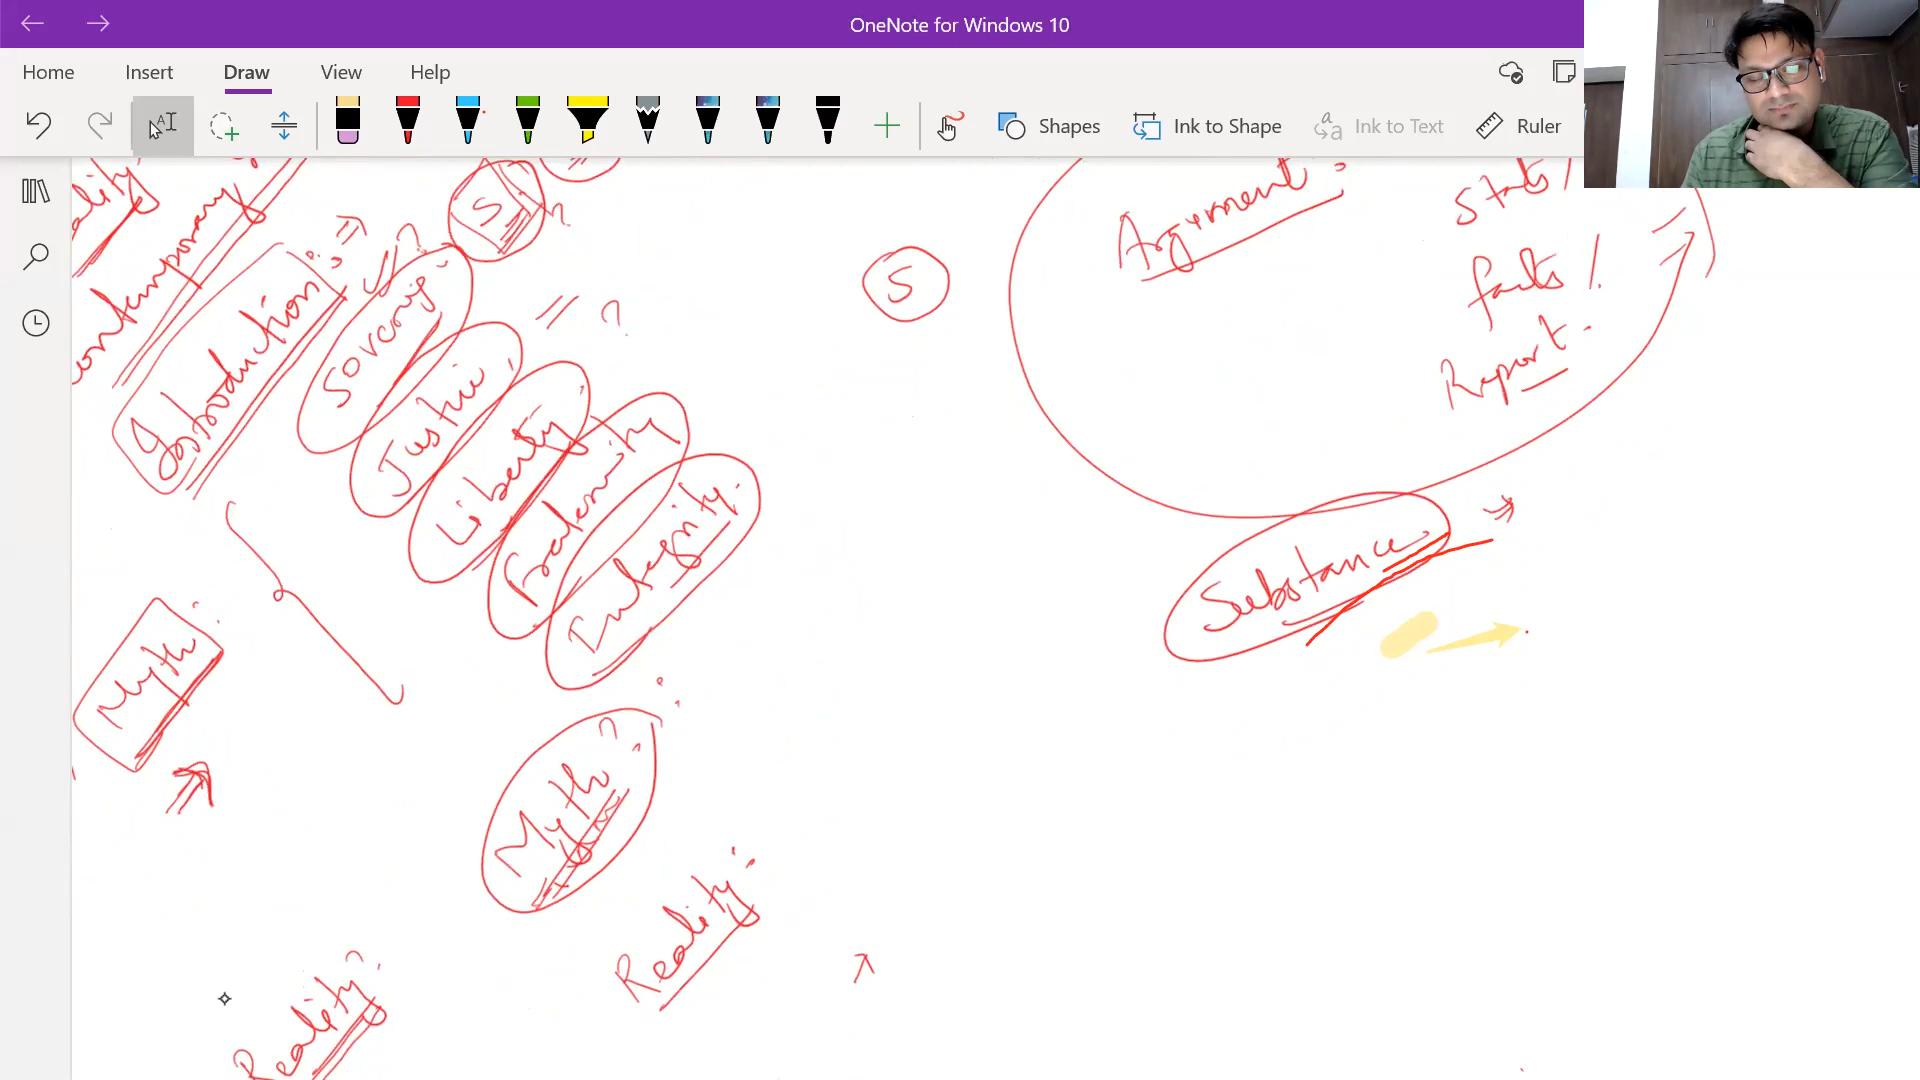 OneNote for Windows 10
Home Insert Draw View Help
Shapes Ink to Shape Ink to Text Ruler
Contemporary
Introduction:
Sovereig
Justice
Liberty
Fraternity
Integrity
S
S
Argument
Stats
facts
Report
Substance
Myth
Myth
Reality
Reality